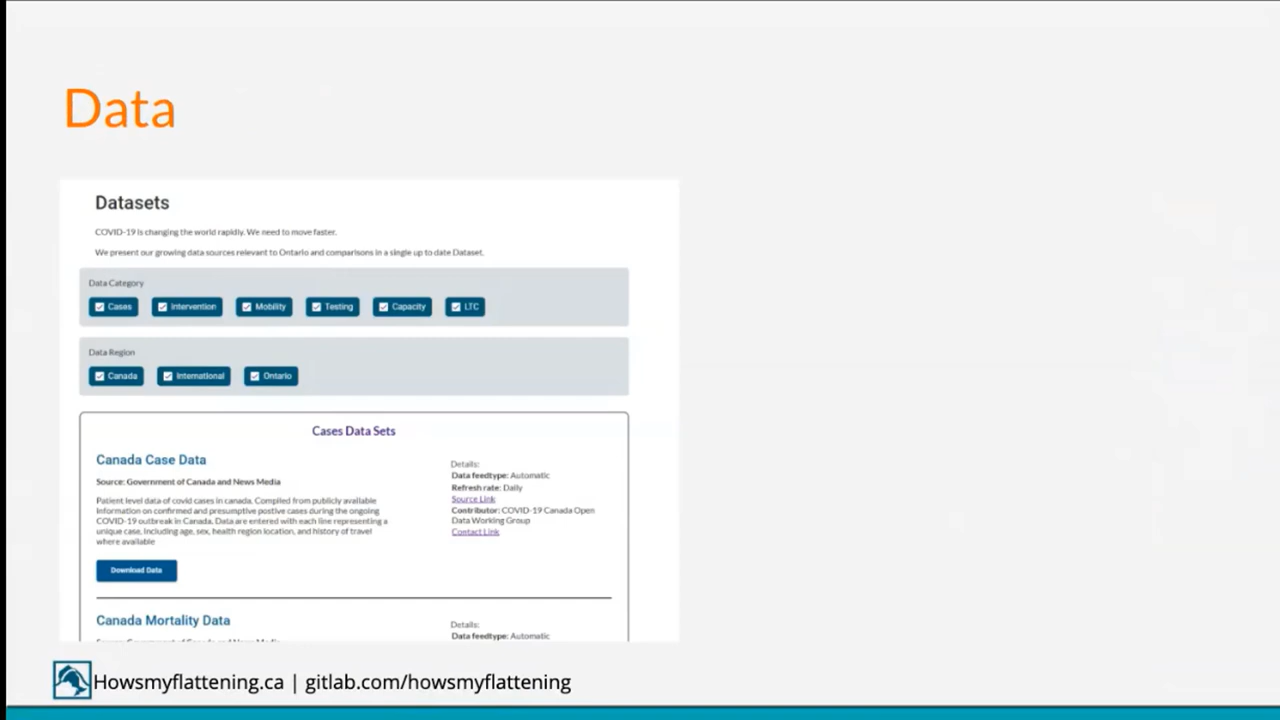 Data
Datasets
COVID-19 is changing the world rapidly. We need to move faster.
We present our growing data sources relevant to Ontario and comparisons in a single up to date Dataset.
Data Category
Cases Intervention Mobility Testing Capacity LTC
Data Region
Canada International Ontario
Cases Data Sets
Canada Case Data
Source: Government of Canada and News Media
Patient level data of covid cases in canada. Compiled from publicly available
information on confirmed and presumptive postive cases during the ongoing
COVID-19 outbreak in Canada, Data are entered with each line representing a
unique case, including age, sex, health region location, and history of travel
where available
Download Data
Details:
Data feedtype: Automatic
Refresh rate: Daily
Source Link
Contributor: COVID-19 Canada Open
Data Working Group
Contact Link
Canada Mortality Data
Details:
Data feedtype: Automatic
Howsmyflattening.ca | gitlab.com/howsmyflattening